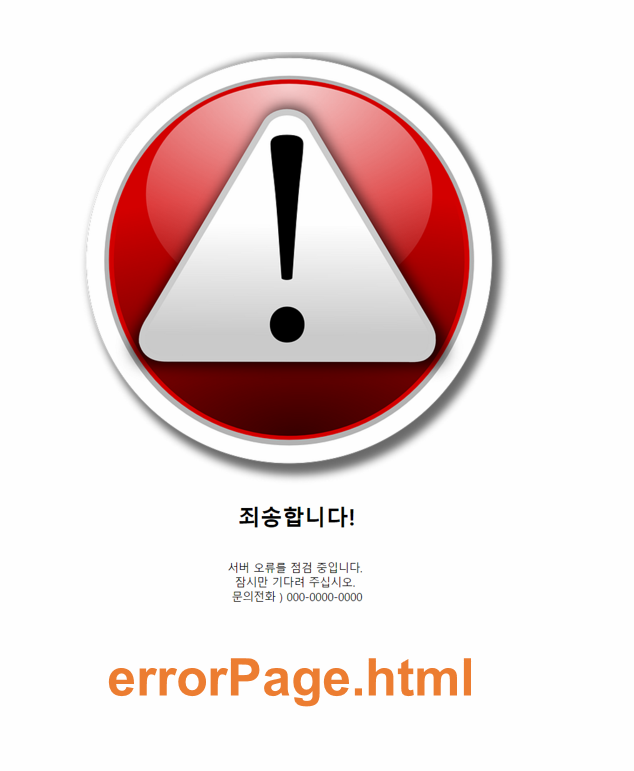 죄송합니다!
서버 오류를 점검 중입니다.
잠시만 기다려 주십시오.
문의전화 ) 000-0000-0000
errorPage.html